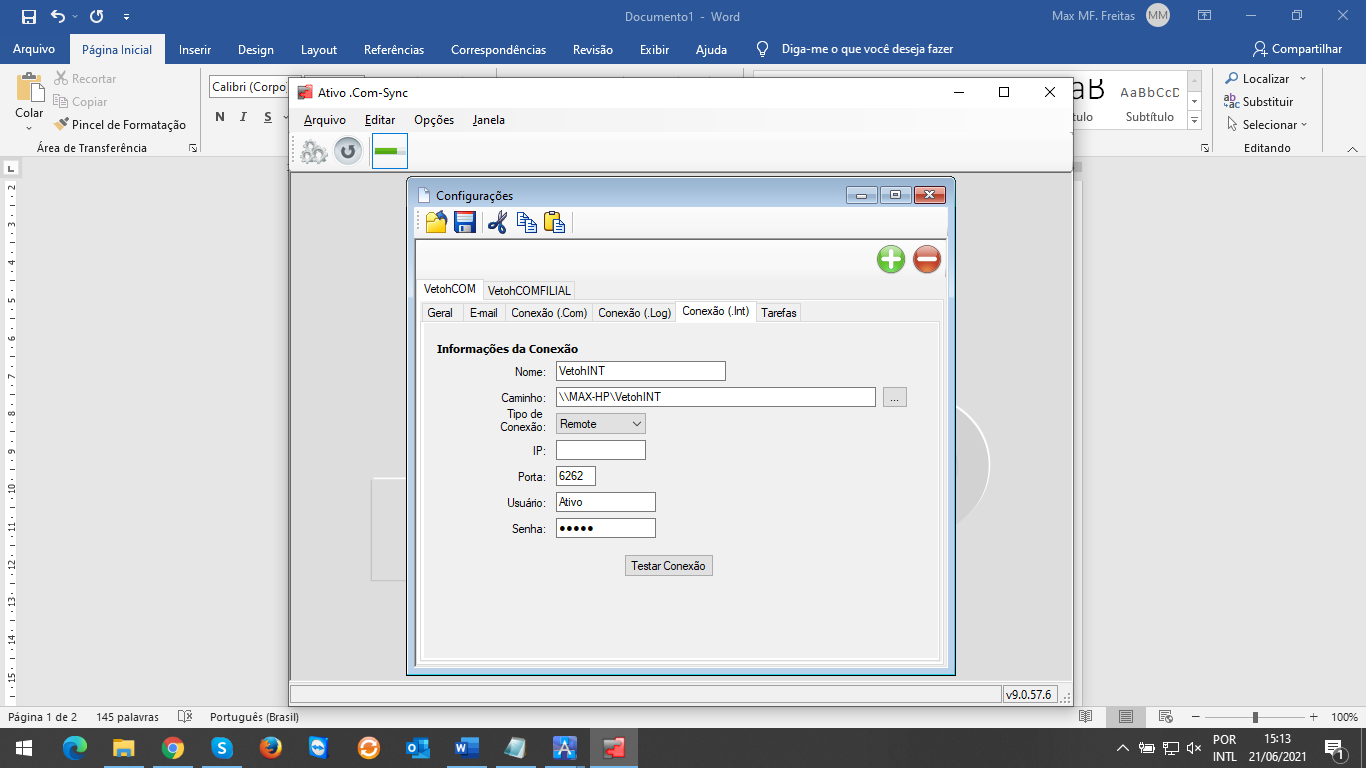 Documento1 - Word
Max MF. Freitas
MM
Arquivo Página Inicial Inserir Design Layout Referências Correspondências Revisão Exibir Ajuda Diga-me o que você deseja fazer Compartilhar
Colar
Recortar
Copiar
Pincel de Formatação
Área de Transferência
Calibri (Corpo)
N I S
AaBbCcD
Subtítulo
Localizar
Substituir
Selecionar
Editando
Ativo .Com-Sync
Arquivo Editar Opções Janela
Configurações
VetohCOM VetohCOMFILIAL
Geral E-mail Conexão (.Com) Conexão (.Log) Conexão (.Int) Tarefas
Informações da Conexão
Nome: VetohINT
Caminho: \\MAX-HP\VetohINT ...
Tipo de
Conexão: Remote
IP:
Porta: 6262
Usuário: Ativo
Senha: •••••
Testar Conexão
v9.0.57.6
Página 1 de 2 145 palavras Português (Brasil) 100%
POR
INTL
15:13
21/06/2021
1